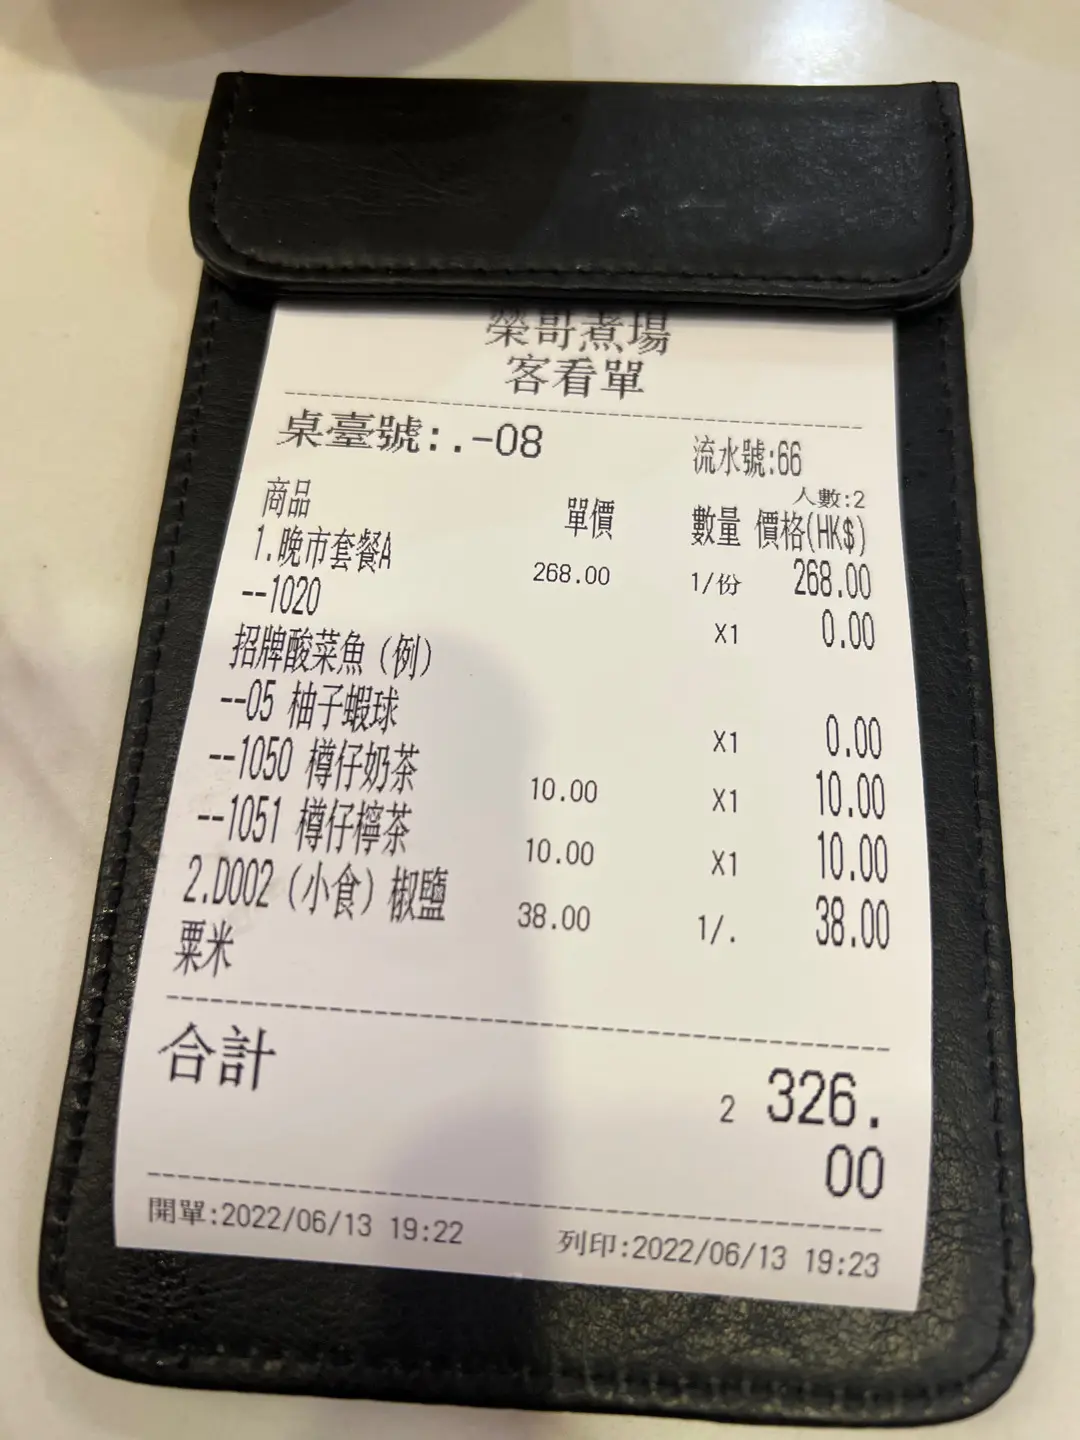 榮哥煮場
客看單
桌臺號:.-08 流水號:66
人數:2
商品 單價 數量 價格(HK$)
1.晚市套餐A 268.00 1/份 268.00
--1020 X1 0.00
招牌酸菜魚（例）
--05 柚子蝦球 X1 0.00
--1050 樽仔奶茶 10.00 X1 10.00
--1051 樽仔檸茶 10.00 X1 10.00
2.D002（小食）椒鹽 38.00 1/. 38.00
粟米
合計 2 326.
00
開單:2022/06/13 19:22 列印:2022/06/13 19:23